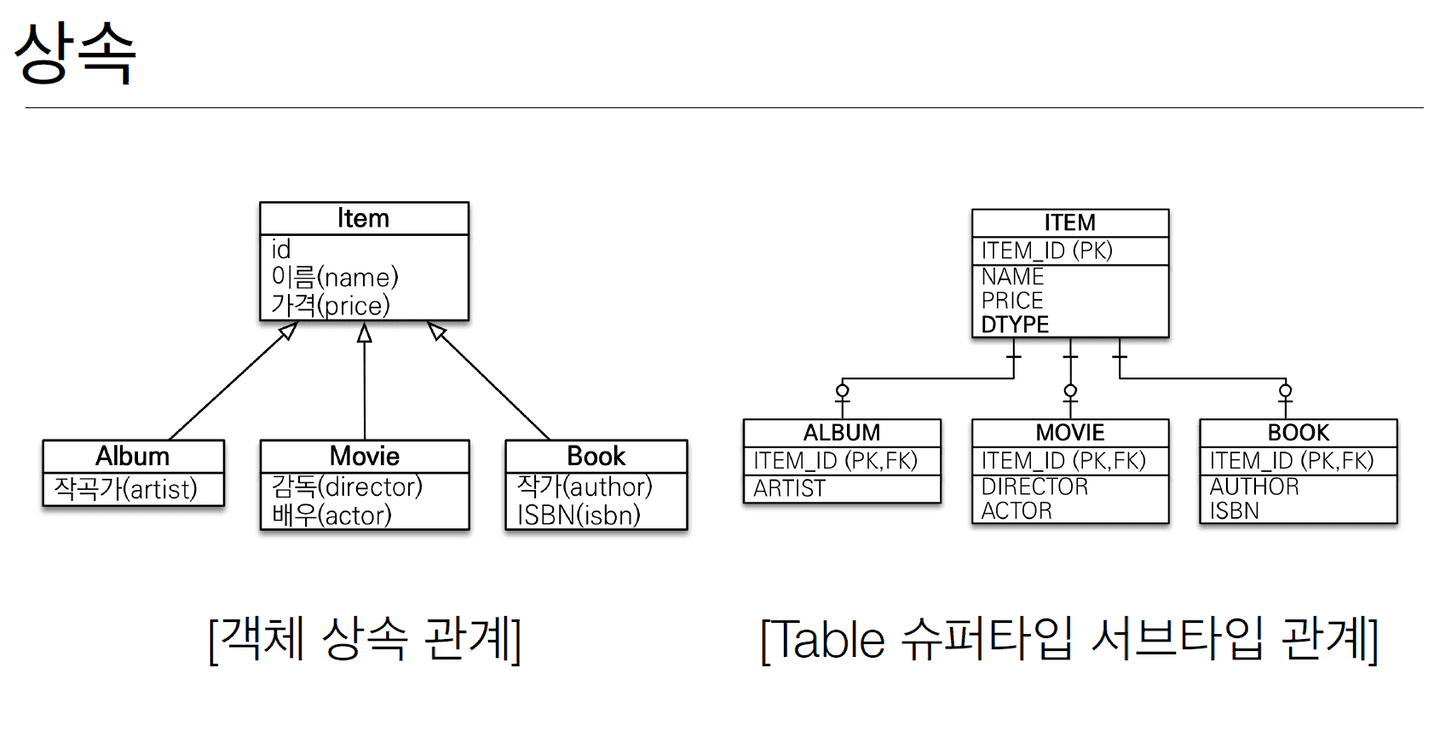 상속
Item
id
이름(name)
가격(price)
Album
작곡가(artist)
Movie
감독(director)
배우(actor)
Book
작가(author)
ISBN(isbn)
[객체 상속 관계]
ITEM
ITEM_ID (PK)
NAME
PRICE
DTYPE
ALBUM
ITEM_ID (PK,FK)
ARTIST
MOVIE
ITEM_ID (PK,FK)
DIRECTOR
ACTOR
BOOK
ITEM_ID (PK,FK)
AUTHOR
ISBN
[Table 슈퍼타입 서브타입 관계]